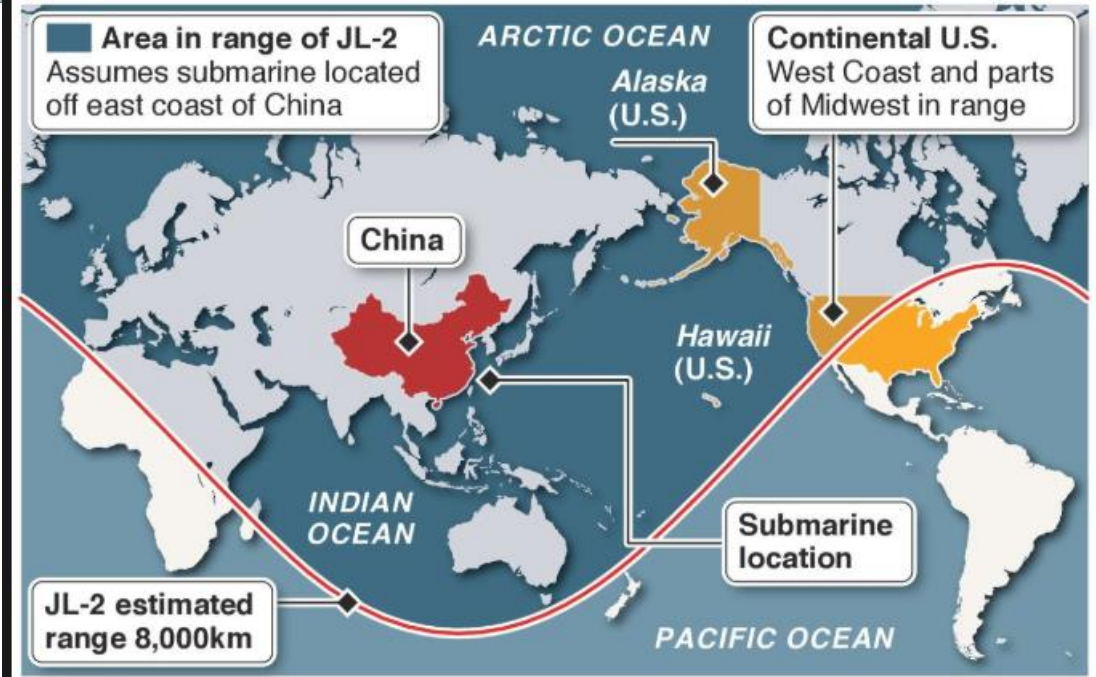 Area in range of JL-2
Assumes submarine located
off east coast of China
ARCTIC OCEAN
Alaska
(U.S.)
Continental U.S.
West Coast and parts
of Midwest in range
China
Hawaii
(U.S.)
INDIAN
OCEAN
Submarine
location
JL-2 estimated
range 8,000km
PACIFIC OCEAN